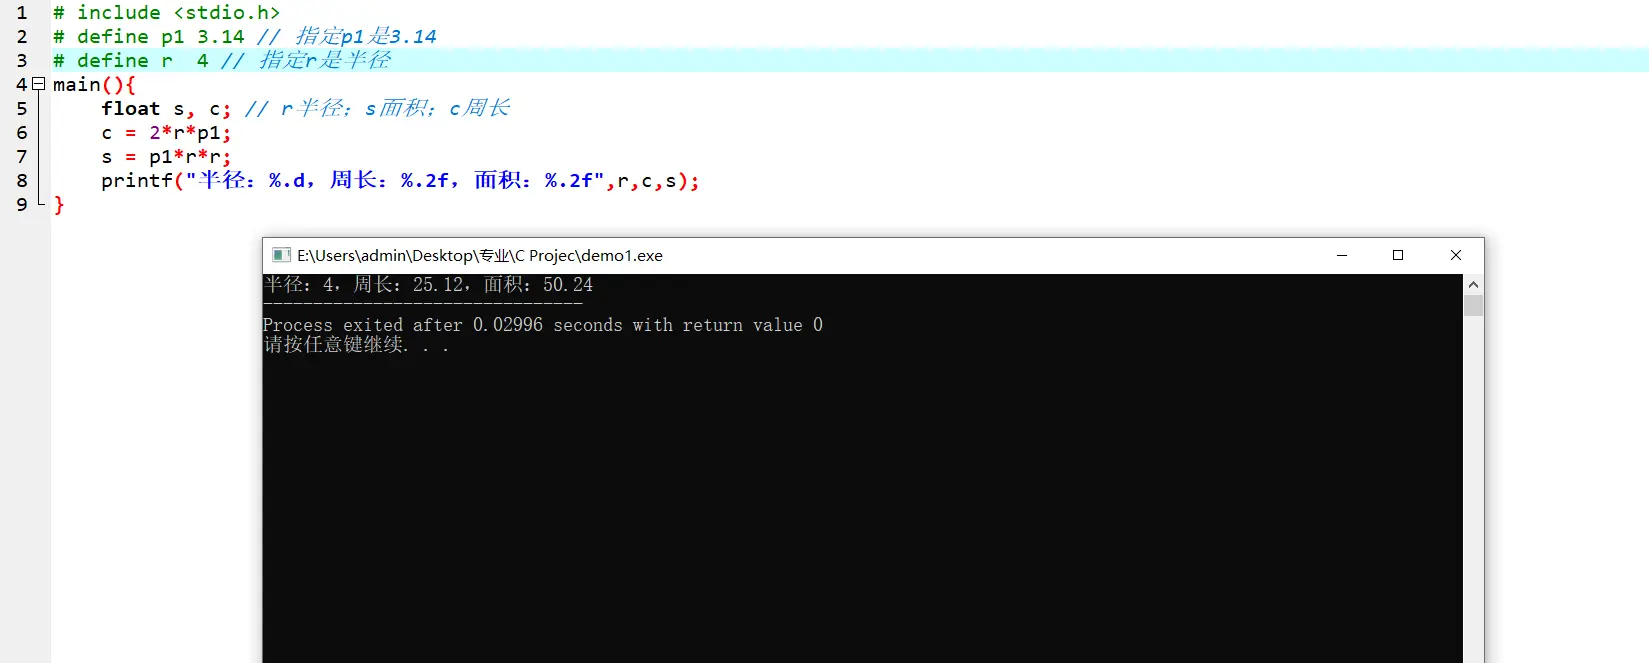 1 # include <stdio.h>
2 # define p1 3.14 // 指定p1是3.14
3 # define r  4 // 指定r是半径
4 main(){
5     float s, c; // r半径；s面积；c周长
6     c = 2*r*p1;
7     s = p1*r*r;
8     printf("半径：%.d，周长：%.2f，面积：%.2f",r,c,s);
9 }
E:\Users\admin\Desktop\专业\C Projec\demo1.exe
半径：4，周长：25.12，面积：50.24
--------------------------------
Process exited after 0.02996 seconds with return value 0
请按任意键继续. . .